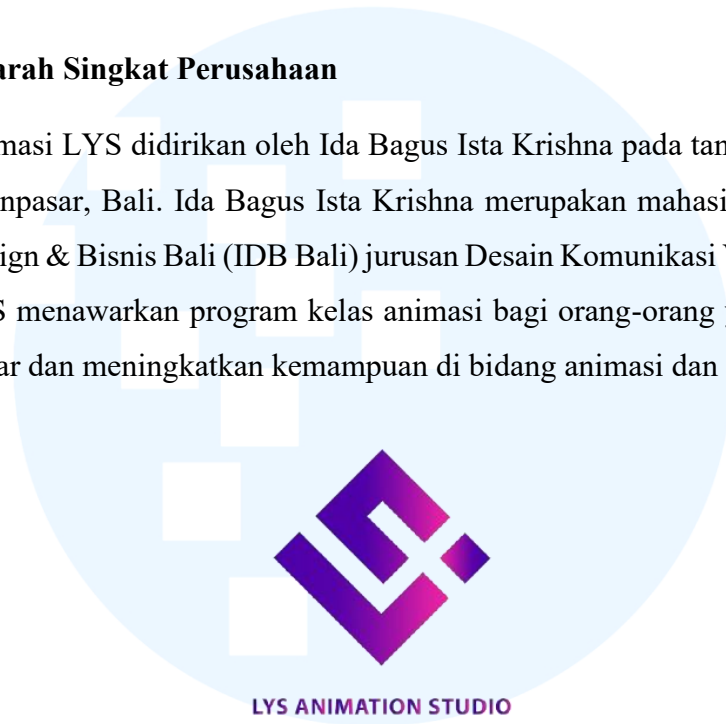 arah Singkat Perusahaan
masi LYS didirikan oleh Ida Bagus Ista Krishna pada tan
npasar, Bali. Ida Bagus Ista Krishna merupakan mahasi
ign & Bisnis Bali (IDB Bali) jurusan Desain Komunikasi V
S menawarkan program kelas animasi bagi orang-orang y
ar dan meningkatkan kemampuan di bidang animasi dan
LYS ANIMATION STUDIO